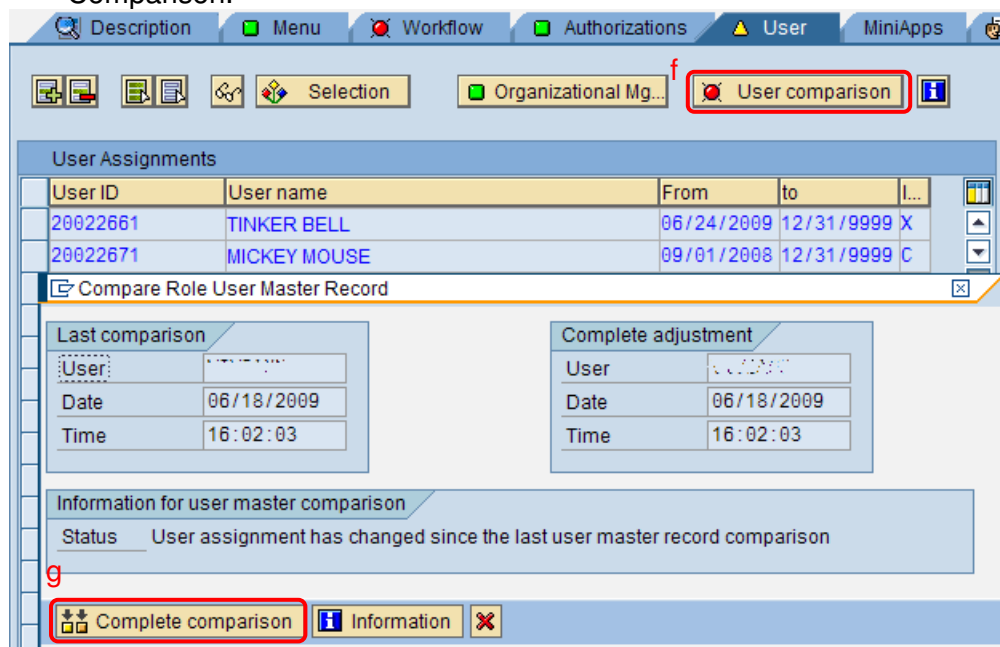 Comparison.
Description Menu Workflow Authorizations User MiniApps
f
Selection Organizational Mg... User comparison
User Assignments
User ID User name From to I...
20022661 TINKER BELL 06/24/2009 12/31/9999 X
20022671 MICKEY MOUSE 09/01/2008 12/31/9999 C
Compare Role User Master Record
Last comparison Complete adjustment
User User
Date 06/18/2009 Date 06/18/2009
Time 16:02:03 Time 16:02:03
Information for user master comparison
Status User assignment has changed since the last user master record comparison
g
Complete comparison Information